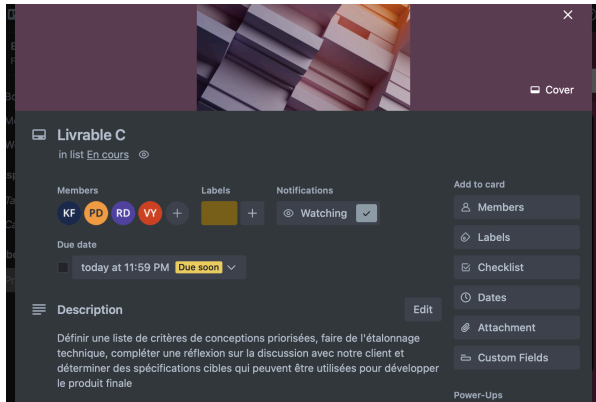 Cover
Livrable C
in list En cours
Members
Labels
Notifications
KF
PD
RD
VY
Watching
Due date
today at 11:59 PM Due soon
Description
Edit
Définir une liste de critères de conceptions priorisées, faire de l'étalonnage
technique, compléter une réflexion sur la discussion avec notre client et
déterminer des spécifications cibles qui peuvent être utilisées pour développer
le produit finale
Add to card
Members
Labels
Checklist
Dates
Attachment
Custom Fields
Power-Ups